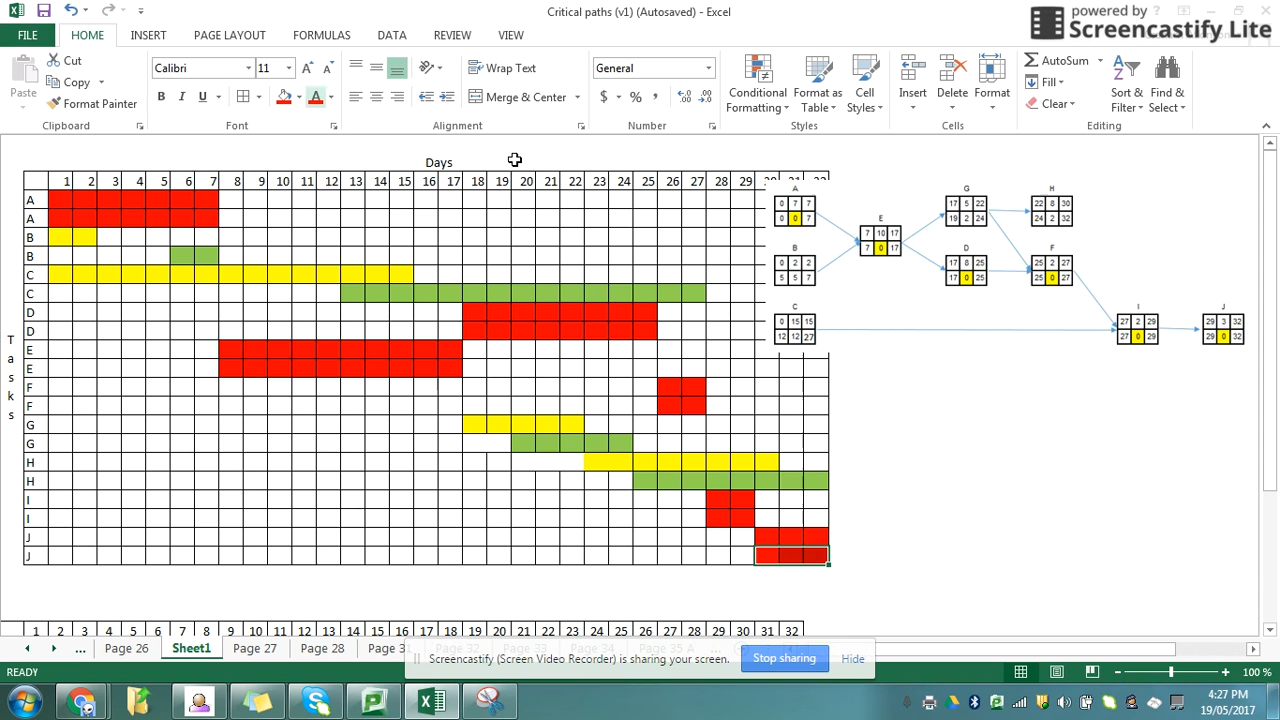 Critical paths (v1) (Autosaved) - Excel
powered by
Screencastify Lite
FILE HOME INSERT PAGE LAYOUT FORMULAS DATA REVIEW VIEW
Paste
Cut
Copy
Format Painter
Clipboard
Calibri 11
B I U
Font
Wrap Text
Merge & Center
Alignment
General
$ % ,
Number
Conditional Formatting
Format as Table
Cell Styles
Styles
Insert
Delete
Format
Cells
AutoSum
Fill
Clear
Sort & Filter
Find & Select
Editing
Days
1 2 3 4 5 6 7 8 9 10 11 12 13 14 15 16 17 18 19 20 21 22 23 24 25 26 27 28 29
Tasks
A
A
B
B
C
C
D
D
E
E
F
F
G
G
H
H
I
I
J
J
A
0 7 7
0 0 7
B
0 2 2
5 5 7
C
0 15 15
12 12 27
E
7 10 17
7 0 17
G
17 5 22
19 2 24
D
17 8 25
17 0 25
H
22 8 30
24 2 32
F
25 2 27
25 0 27
I
27 2 29
27 0 29
J
29 3 32
29 0 32
1 2 3 4 5 6 7 8 9 10 11 12 13 14 15 16 17 18 19 20 21 22 23 24 25 26 27 28 29 30 31 32
... Page 26 Sheet1 Page 27 Page 28 Page 31
Screencastify (Screen Video Recorder) is sharing your screen. Stop sharing Hide
READY
100 %
4:27 PM
19/05/2017